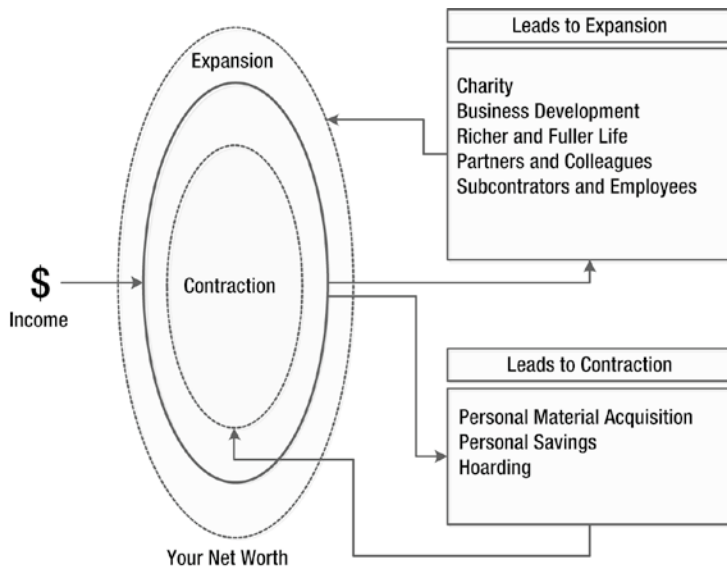 Leads to Expansion
Expansion
Charity
Business Development
Richer and Fuller Life
Partners and Colleagues
Subcontrators and Employees
$
Income
Contraction
Leads to Contraction
Personal Material Acquisition
Personal Savings
Hoarding
Your Net Worth